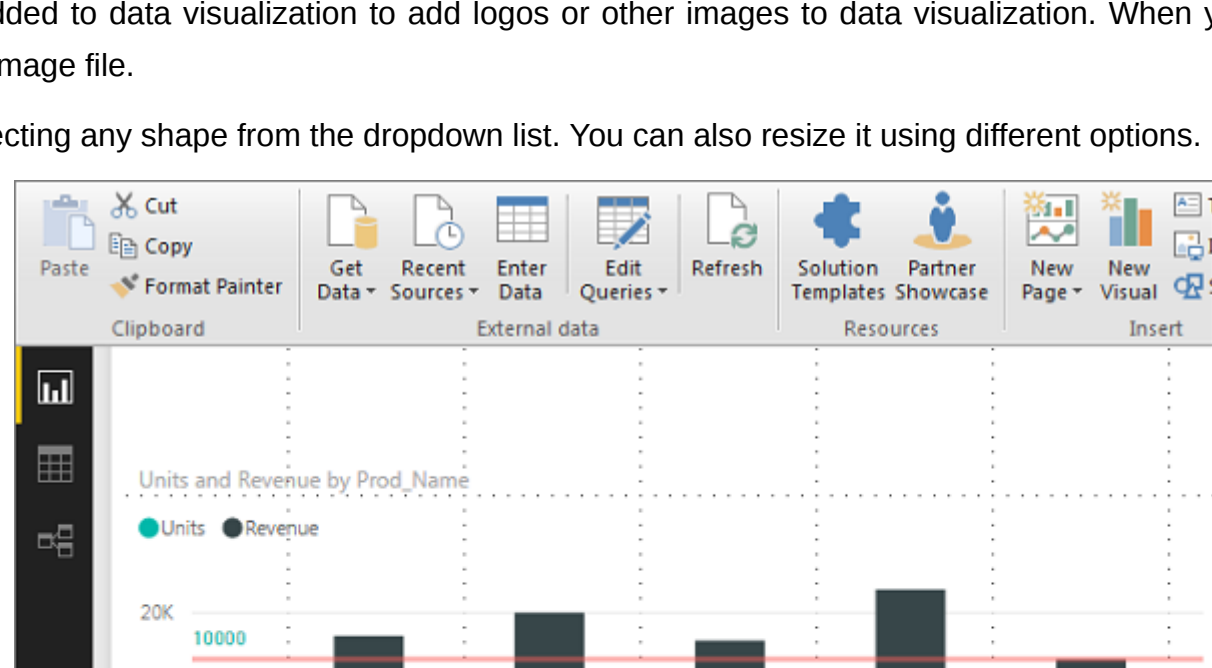 to data visualization to add logos or other images to data visualization. When
file.
any shape from the dropdown list. You can also resize it using different options.
Cut
Copy
Paste
Format Painter
Clipboard
Get Data
Recent Sources
Enter Data
Edit Queries
External data
Refresh
Solution Templates
Partner Showcase
Resources
New Page
New Visual
Insert
Units and Revenue by Prod_Name
Units Revenue
20K
10000